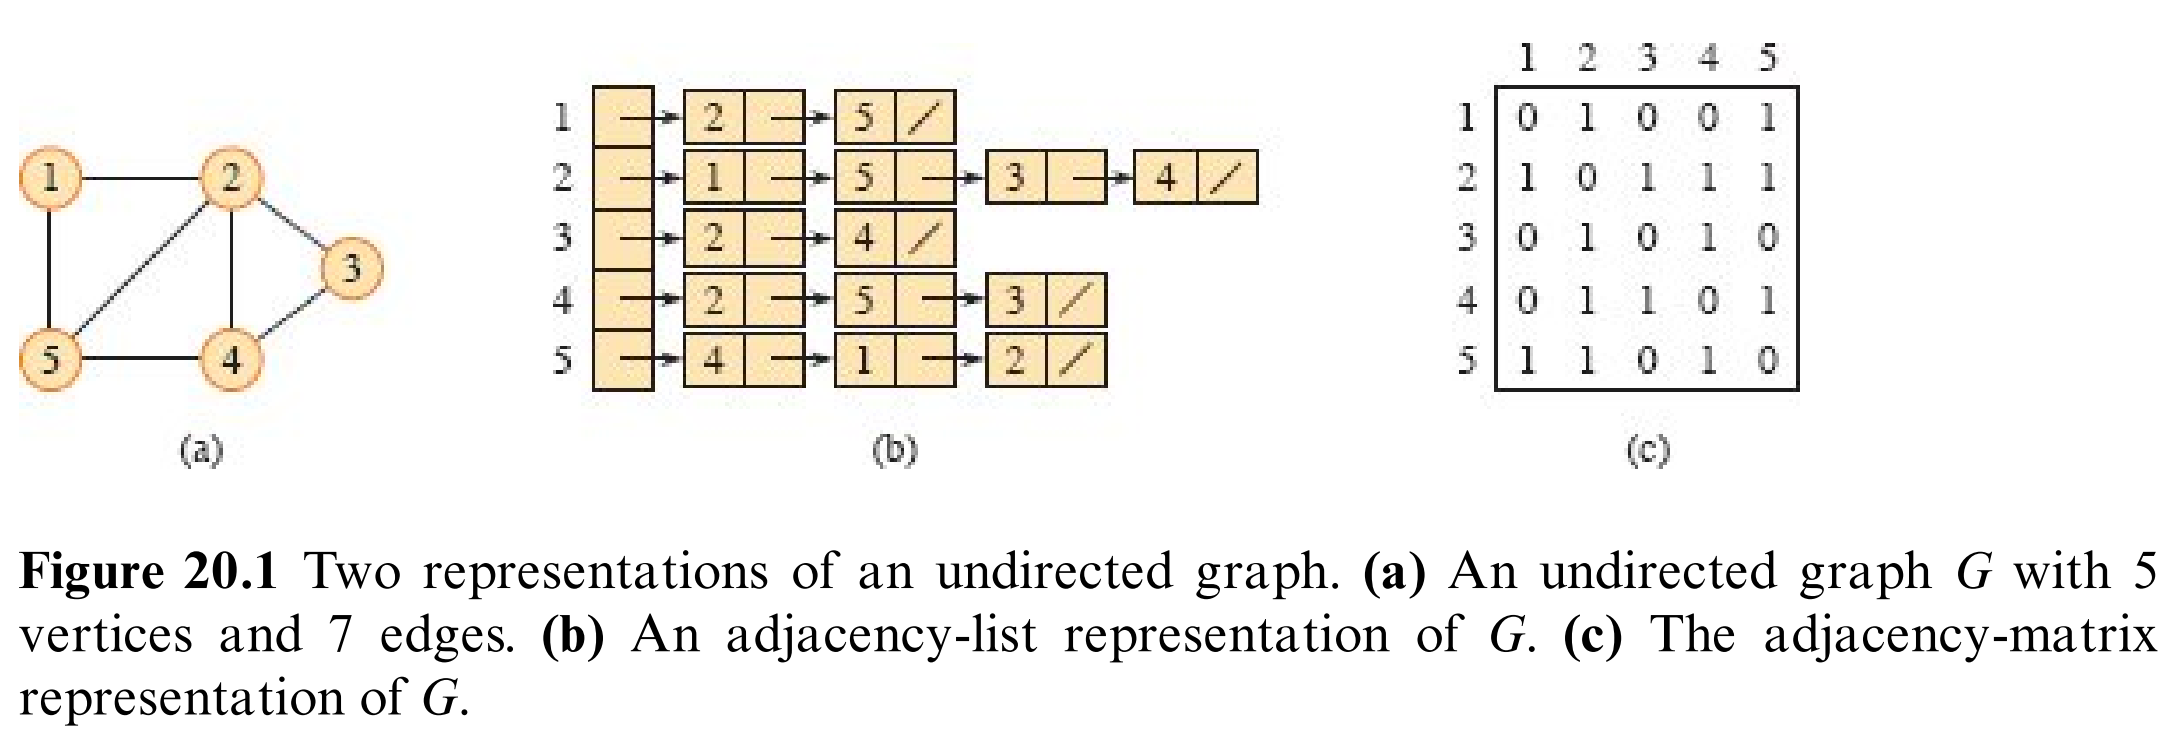 1 2 3 4 5
1 2 5 /
2 1 5 3 4 /
3 2 4 /
4 2 5 3 /
5 4 1 2 /
1 2 3 4 5
1 0 1 0 0 1
2 1 0 1 1 1
3 0 1 0 1 0
4 0 1 1 0 1
5 1 1 0 1 0
(a) (b) (c)
Figure 20.1 Two representations of an undirected graph. (a) An undirected graph G with 5
vertices and 7 edges. (b) An adjacency-list representation of G. (c) The adjacency-matrix
representation of G.